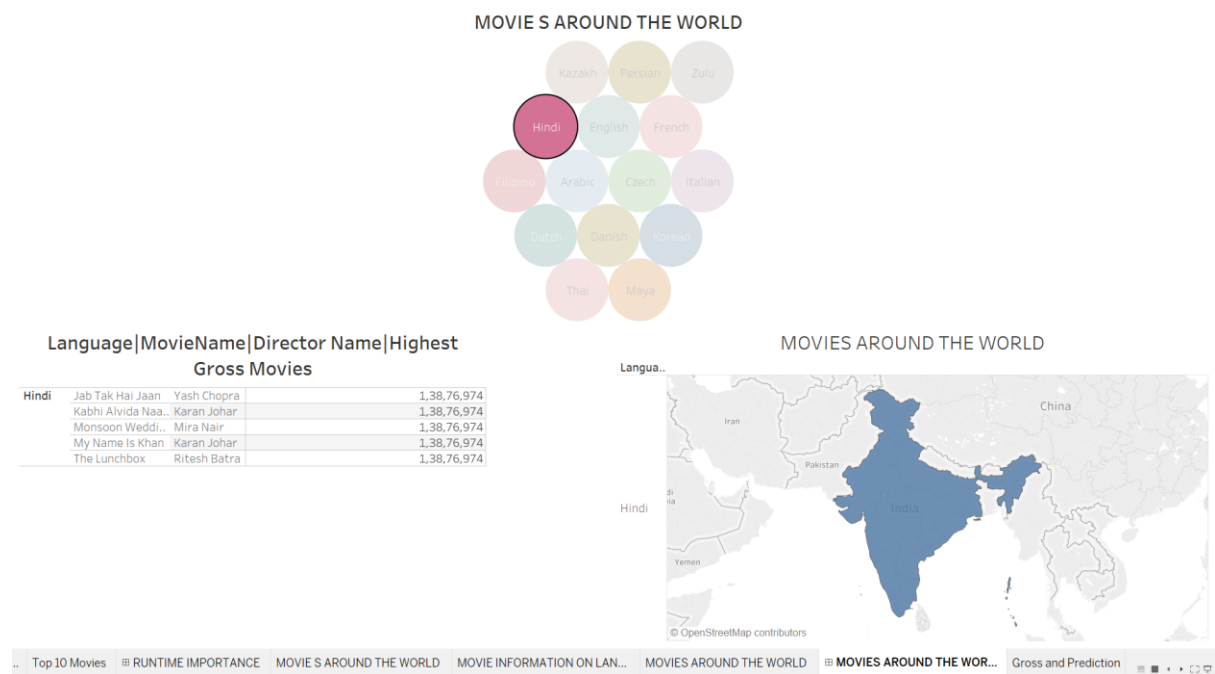 MOVIE S AROUND THE WORLD
Kazakh Persian Zulu
Hindi English French
Filipino Arabic Czech Italian
Dutch Danish Korean
Thai Maya
Language|MovieName|Director Name|Highest
Gross Movies
Hindi Jab Tak Hai Jaan Yash Chopra 1,38,76,974
Kabhi Alvida Naa.. Karan Johar 1,38,76,974
Monsoon Weddi.. Mira Nair 1,38,76,974
My Name Is Khan Karan Johar 1,38,76,974
The Lunchbox Ritesh Batra 1,38,76,974
MOVIES AROUND THE WORLD
Langua..
Hindi
China
Iran
Pakistan
India
Yemen
© OpenStreetMap contributors
.. Top 10 Movies RUNTIME IMPORTANCE MOVIE S AROUND THE WORLD MOVIE INFORMATION ON LAN... MOVIES AROUND THE WORLD MOVIES AROUND THE WOR... Gross and Prediction